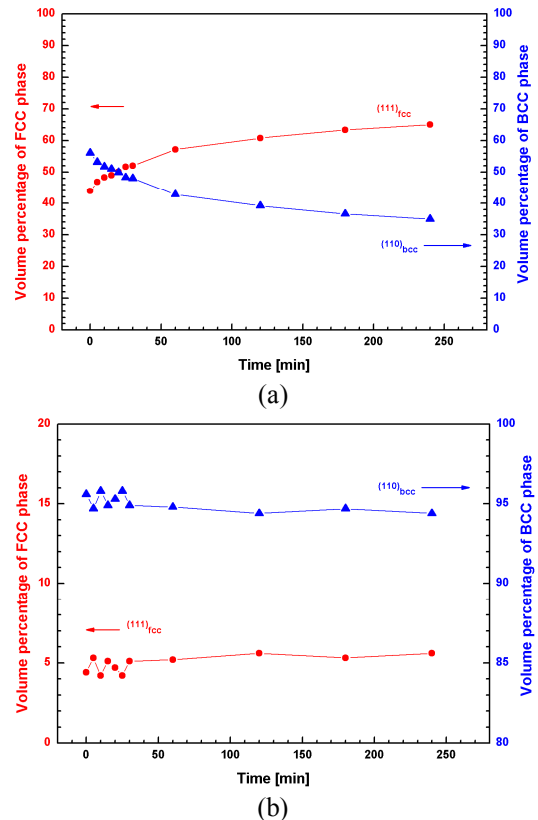 100
90
80
70
60
50
40
30
20
10
0
Volume percentage of FCC phase
100
90
80
70
60
50
40
30
20
10
0
Volume percentage of BCC phase
(111)fcc
(110)bcc
0 50 100 150 200 250
Time [min]
(a)
20
15
10
5
0
Volume percentage of FCC phase
100
95
90
85
80
Volume percentage of BCC phase
(110)bcc
(111)fcc
0 50 100 150 200 250
Time [min]
(b)